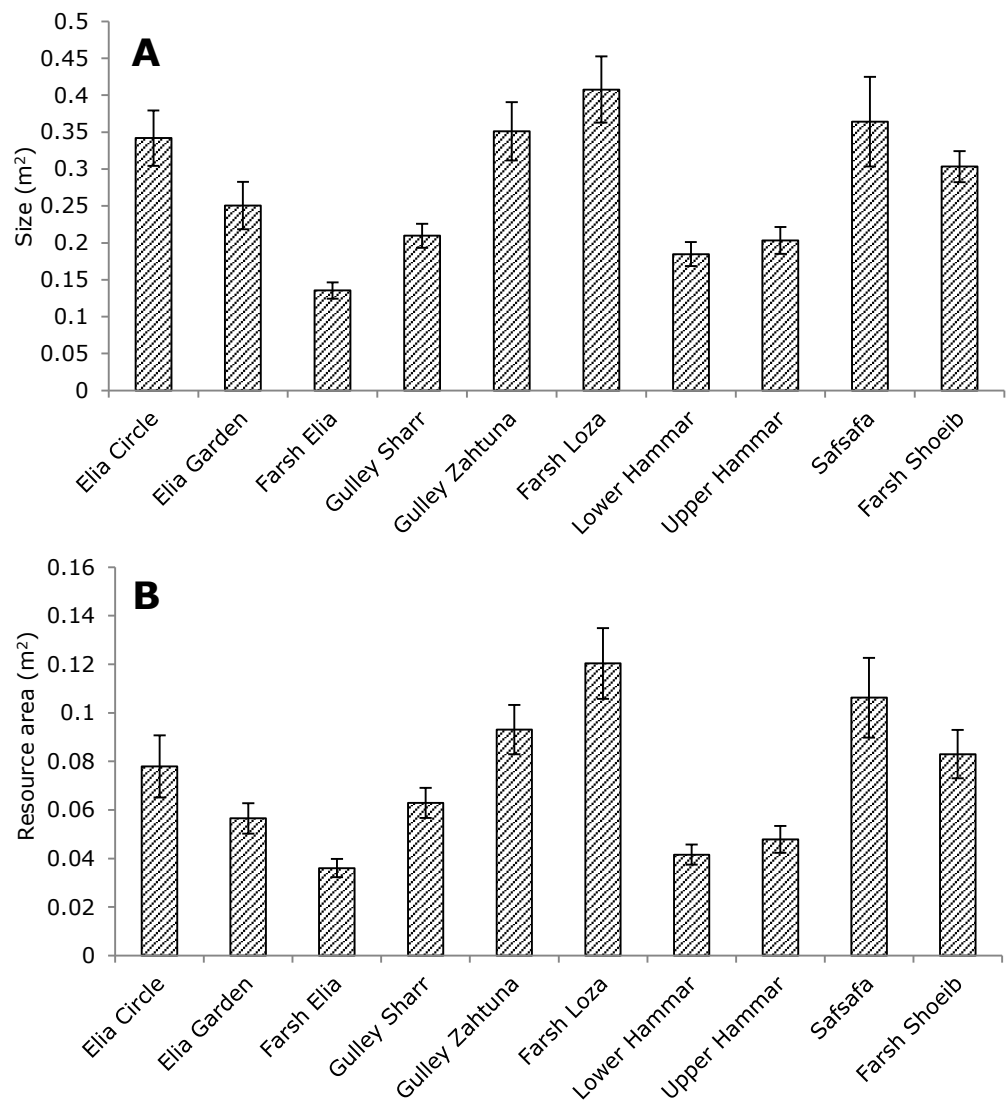 A
Size (m²)
0.5
0.45
0.4
0.35
0.3
0.25
0.2
0.15
0.1
0.05
0
Elia Circle
Elia Garden
Farsh Elia
Gulley Sharr
Gulley Zahtuna
Farsh Loza
Lower Hammar
Upper Hammar
Safsafa
Farsh Shoeib
B
Resource area (m²)
0.16
0.14
0.12
0.1
0.08
0.06
0.04
0.02
0
Elia Circle
Elia Garden
Farsh Elia
Gulley Sharr
Gulley Zahtuna
Farsh Loza
Lower Hammar
Upper Hammar
Safsafa
Farsh Shoeib